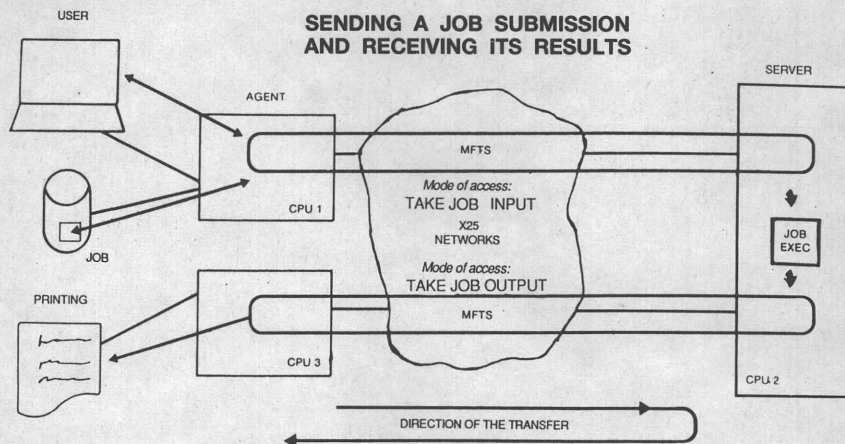 SENDING A JOB SUBMISSION
AND RECEIVING iTS RESULTS
USER
AGENT
SERVER
MFTS
CPU 1
Mode of access:
TAKE JOB INPUT
X25
NETWORKS
JOB
JOB
EXEC
Mode of access:
TAKE JOB OUTPUT
PRINTING
MFTS
CPU 3
CPU 2
DIRECTION OF THE TRANSFER